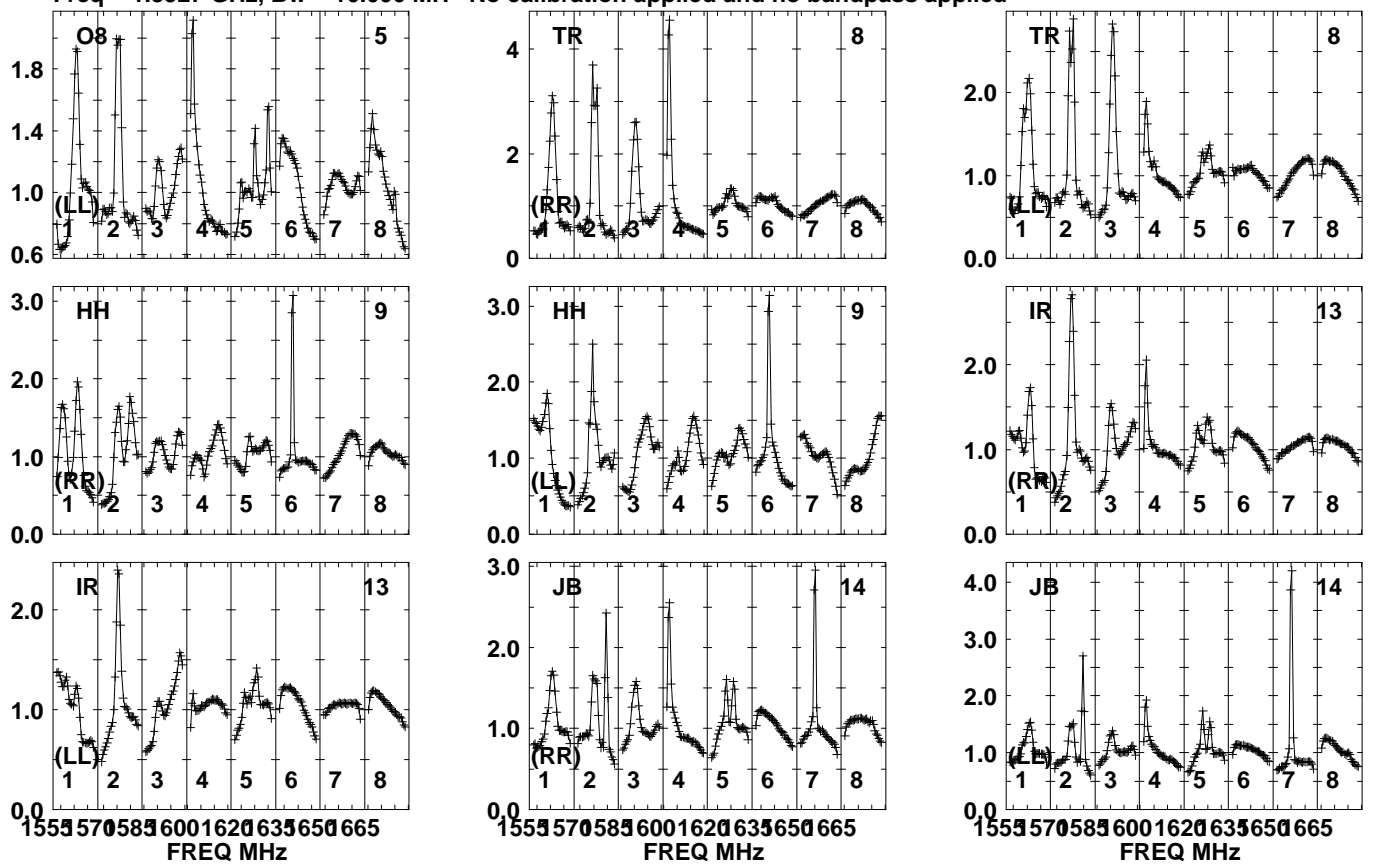 No calibration applied and no bandpass applied
O8 5 TR 8 TR 8
1.8 4 2.0
1.4 2 1.0
1.0 0 0.0
0.6
(LL) (RR) (LL)
1 2 3 4 5 6 7 8 1 2 3 4 5 6 7 8 1 2 3 4 5 6 7 8
HH 9 HH 9 IR 13
3.0 3.0 2.0
2.0 2.0 1.0
1.0 1.0 0.0
0.0 0.0
(RR) (LL) (RR)
1 2 3 4 5 6 7 8 1 2 3 4 5 6 7 8 1 2 3 4 5 6 7 8
IR 13 JB 14 JB 14
2.0 3.0 4.0
1.0 2.0 3.0
0.0 1.0 2.0
0.0 1.0
0.0
(LL) (RR) (LL)
1 2 3 4 5 6 7 8 1 2 3 4 5 6 7 8 1 2 3 4 5 6 7 8
1555 1570 1585 1600 1620 1635 1650 1665 1555 1570 1585 1600 1620 1635 1650 1665 1555 1570 1585 1600 1620 1635 1650 1665
FREQ MHz FREQ MHz FREQ MHz